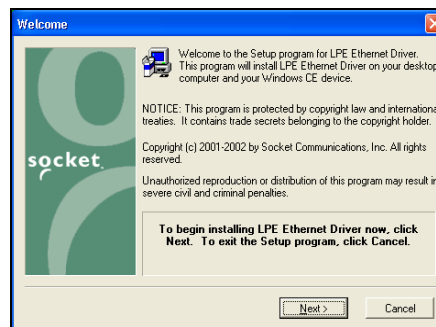 Welcome
Welcome to the Setup program for LPE Ethernet Driver.
This program will install LPE Ethernet Driver on your desktop
computer and your Windows CE device.
NOTICE: This program is protected by copyright law and internationa
treaties. It contains trade secrets belonging to the copyright holder.
socket
Copyright (c) 2001-2002 by Socket Communications, Inc. All rights
reserved.
Unauthorized reproduction or distribution of this program may result in
severe civil and criminal penalties.
To begin installing LPE Ethernet Driver now, click
Next. To exit the Setup program, click Cancel.
Next >
Cancel